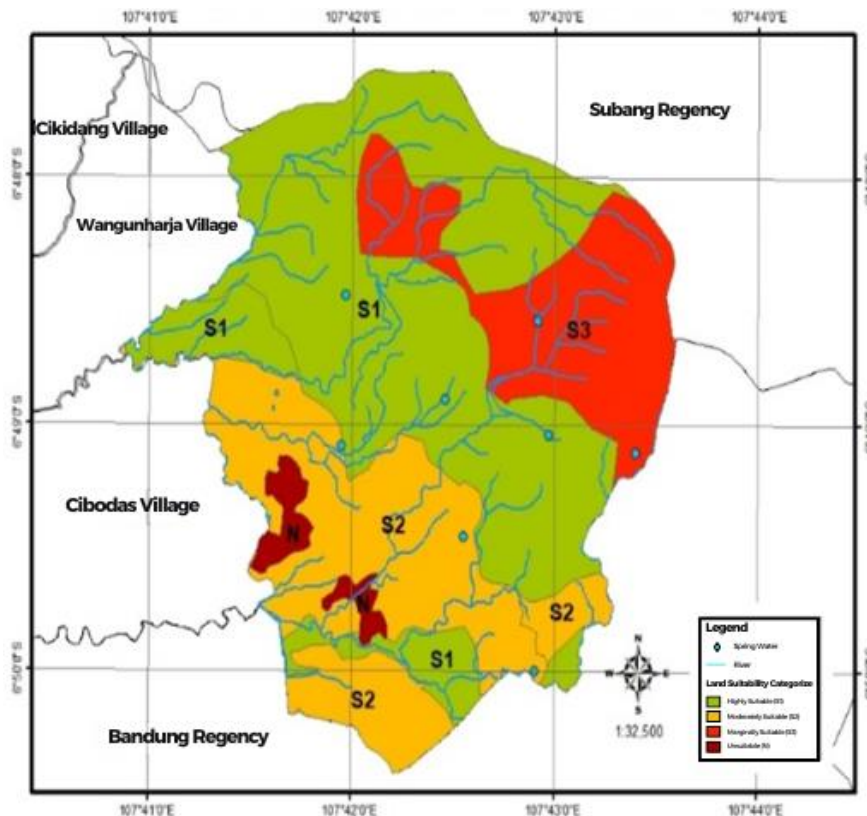 107°41'0"E 107°42'0"E 107°43'0"E 107°44'0"E
Subang Regency
Cikidang Village
6°48'0"S
Wangunharja Village
S1 S1 S3
6°49'0"S
Cibodas Village
S2
N
N
S2
S1
6°50'0"S
S2
Bandung Regency
N
W E
S
1:32,500
Legend
Spring Water
River
Land Suitability Categorize
Highly Suitable (S1)
Moderately Suitable (S2)
Marginally Suitable (S3)
Unsuitable (N)
107°41'0"E 107°42'0"E 107°43'0"E 107°44'0"E